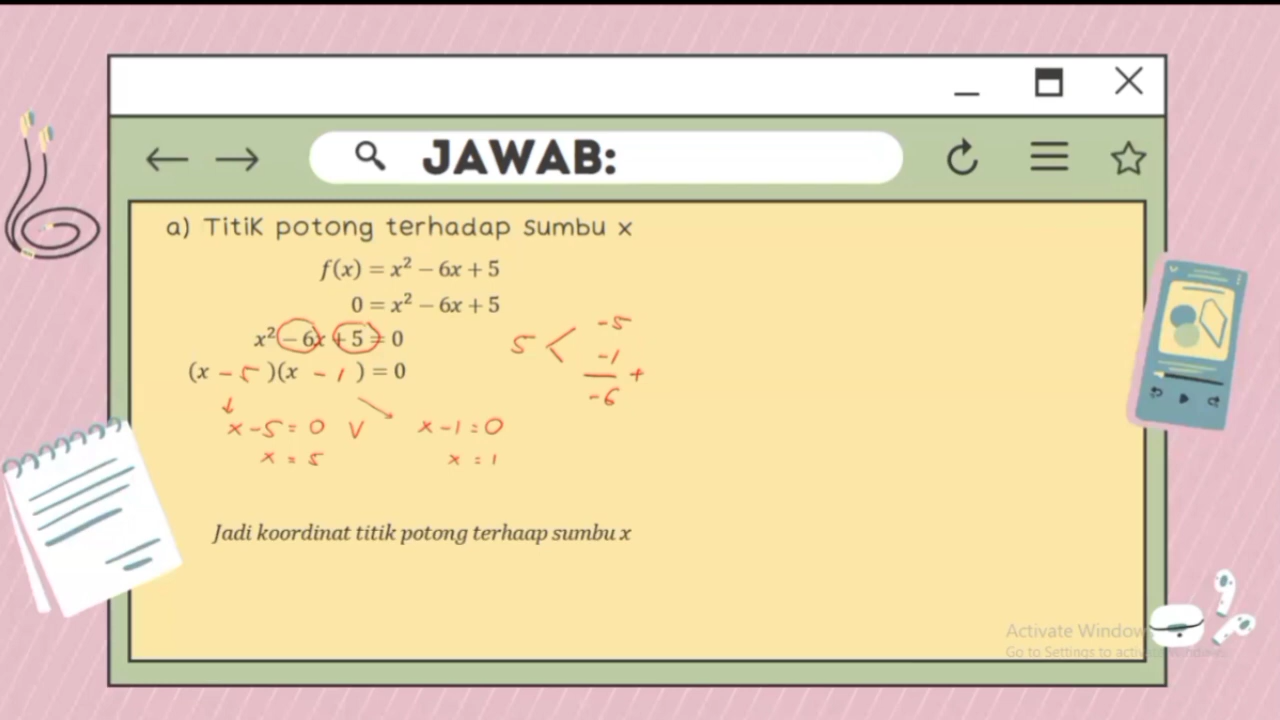 JAWAB:
a) Titik potong terhadap sumbu x
f(x) = x² − 6x + 5
0 = x² − 6x + 5
x² − 6x + 5 = 0
(x - 5 )(x - 1 ) = 0
x - 5 = 0 V x - 1 = 0
x = 5 x = 1
5 < -5
-1
+
-6
Jadi koordinat titik potong terhaap sumbu x
Activate Windows
Go to Settings to activate Windows.